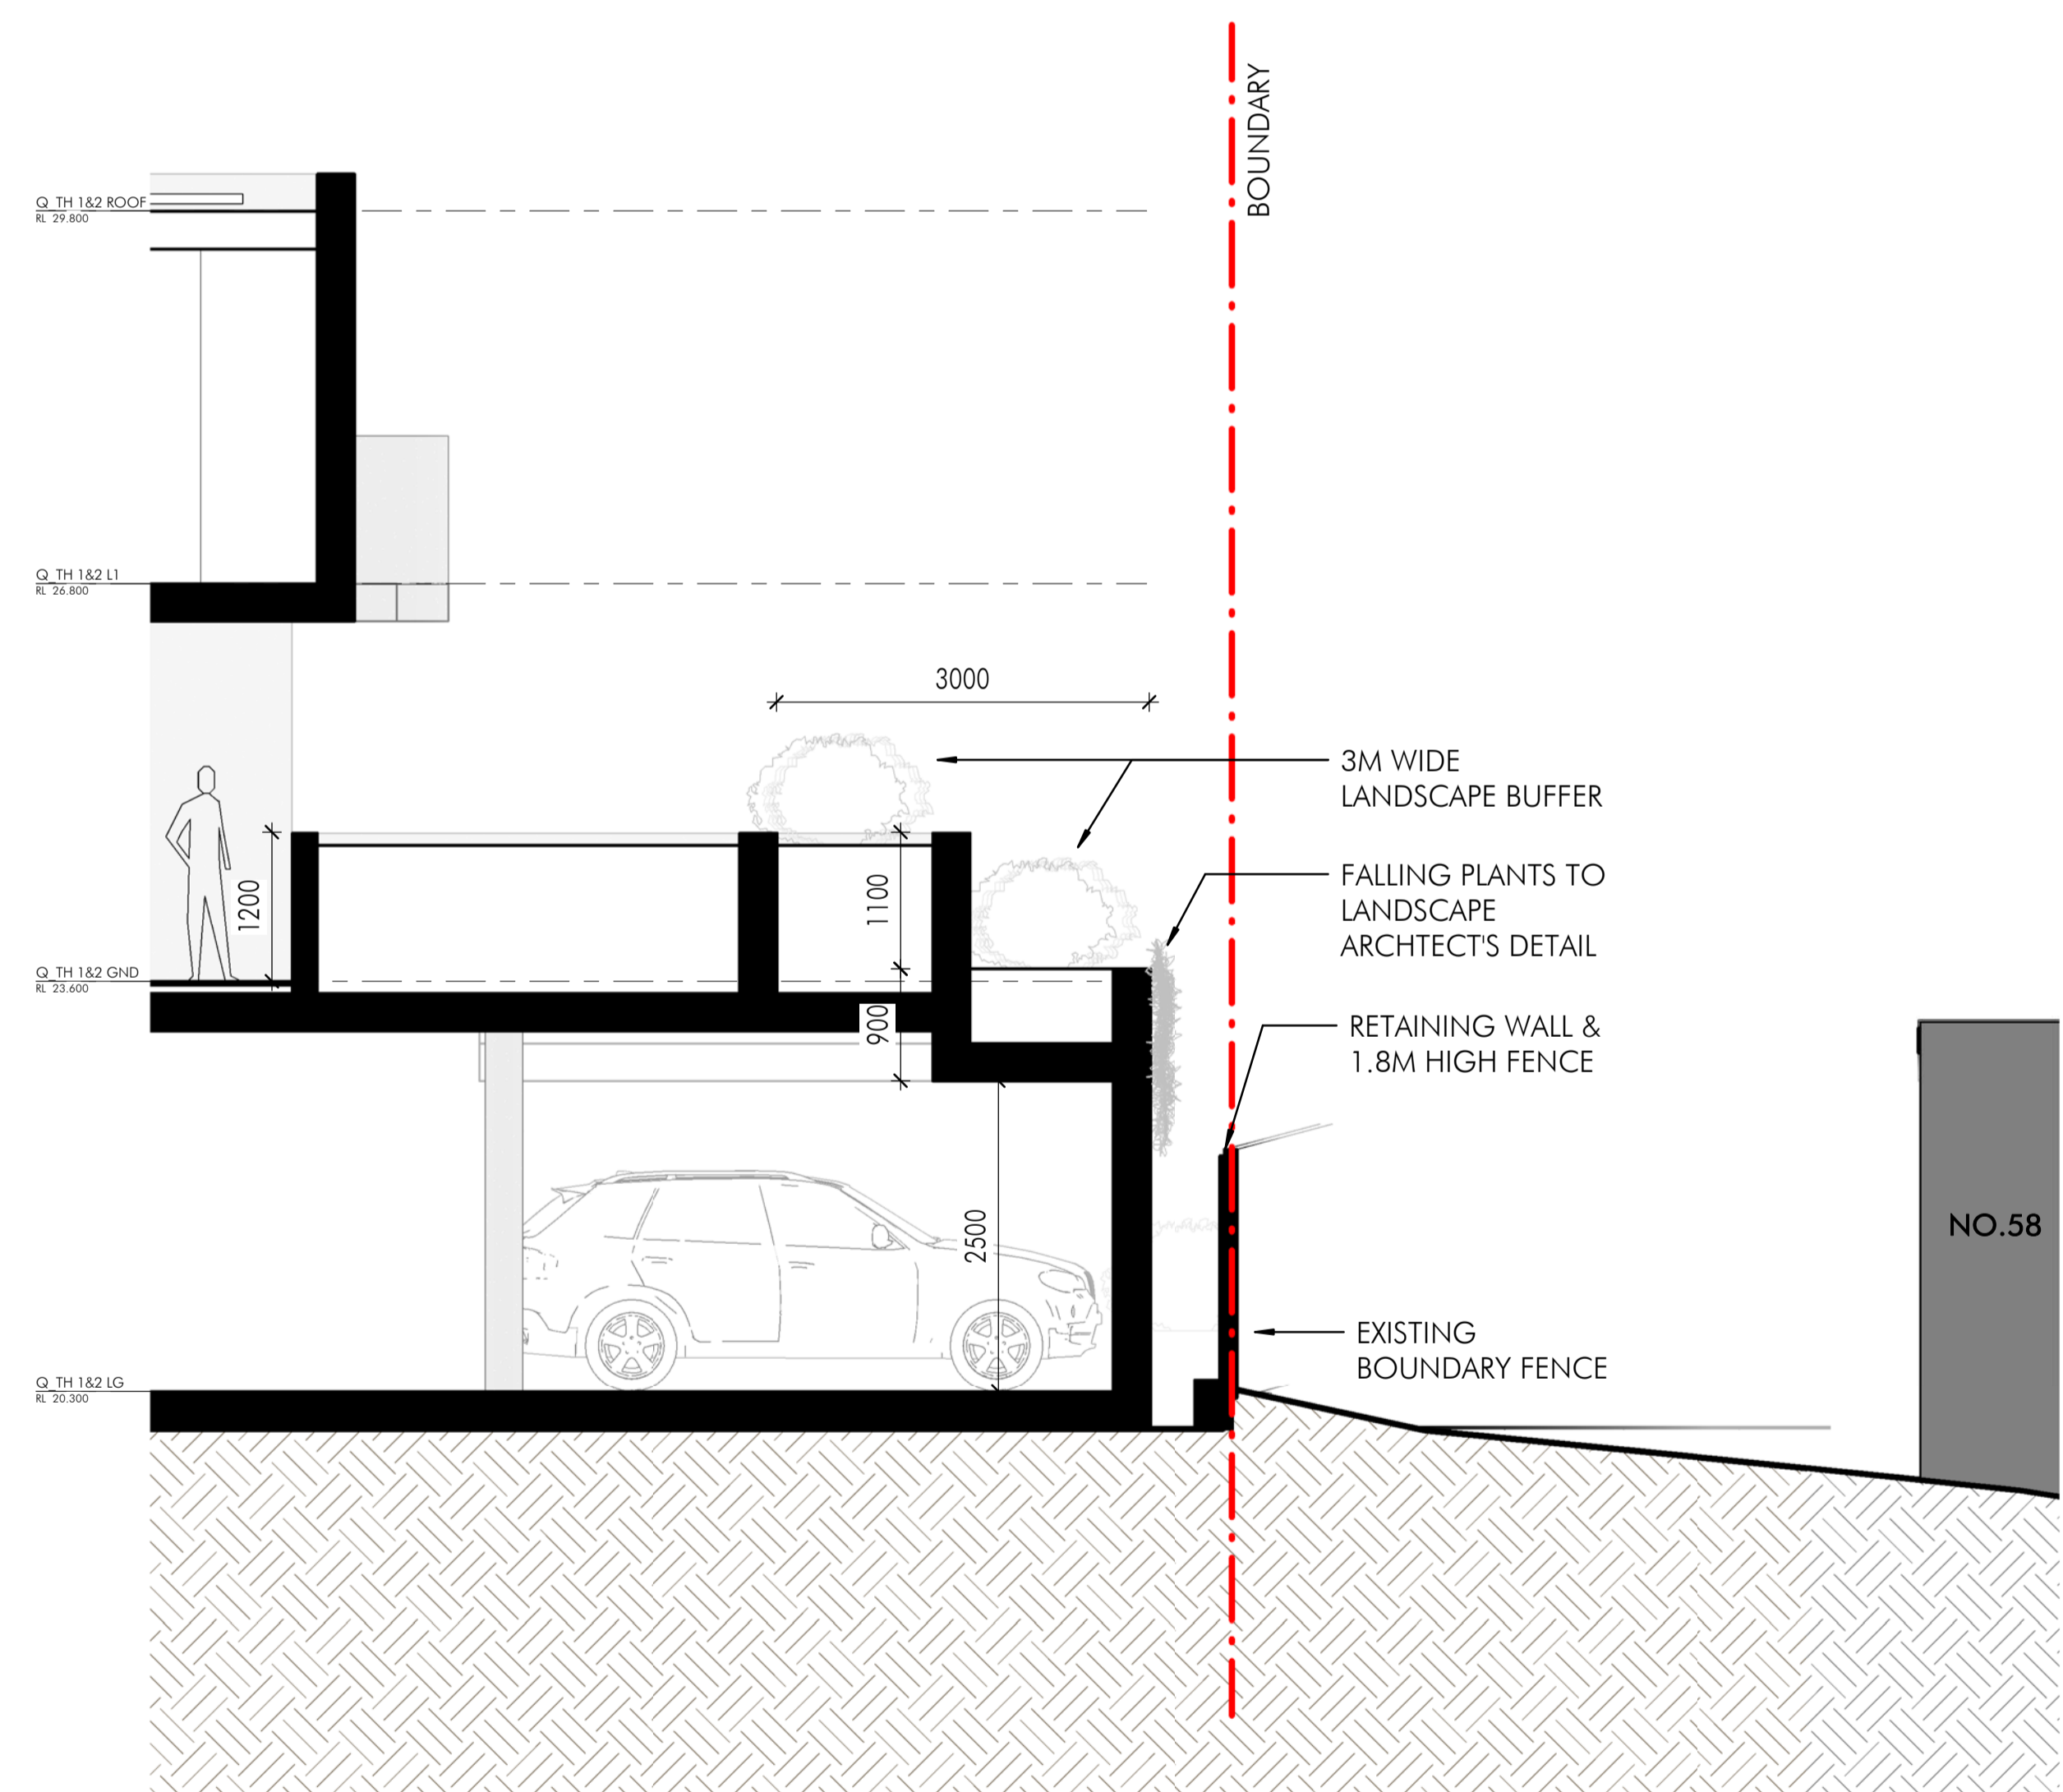 BOUNDARY
Q_TH 1&2 ROOF
RL 29.800
Q_TH 1&2 L1
RL 26.800
3000
3M WIDE
LANDSCAPE BUFFER
1200
1100
FALLING PLANTS TO
LANDSCAPE
ARCHTECT'S DETAIL
Q_TH 1&2 GND
RL 23.600
900
RETAINING WALL &
1.8M HIGH FENCE
2500
NO.58
EXISTING
BOUNDARY FENCE
Q_TH 1&2 LG
RL 20.300